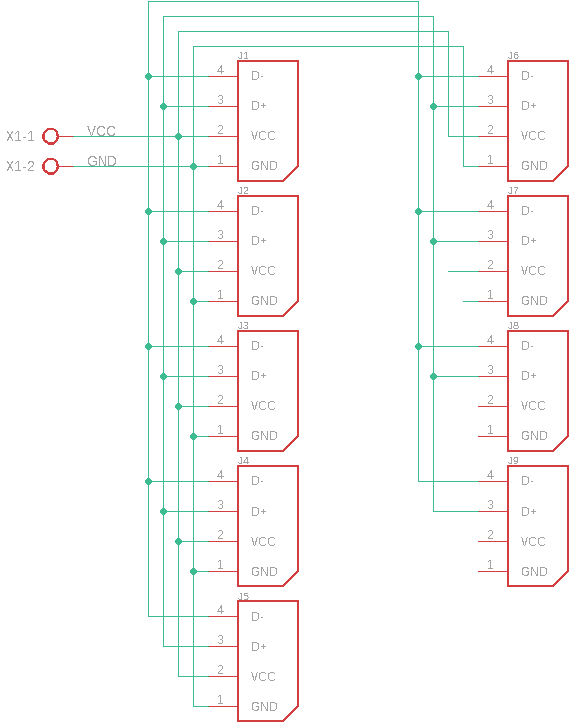 J1
4 D-
3 D+
2 VCC
1 GND
X1-1 VCC
X1-2 GND
J2
4 D-
3 D+
2 VCC
1 GND
J3
4 D-
3 D+
2 VCC
1 GND
J4
4 D-
3 D+
2 VCC
1 GND
J5
4 D-
3 D+
2 VCC
1 GND
J6
4 D-
3 D+
2 VCC
1 GND
J7
4 D-
3 D+
2 VCC
1 GND
J8
4 D-
3 D+
2 VCC
1 GND
J9
4 D-
3 D+
2 VCC
1 GND